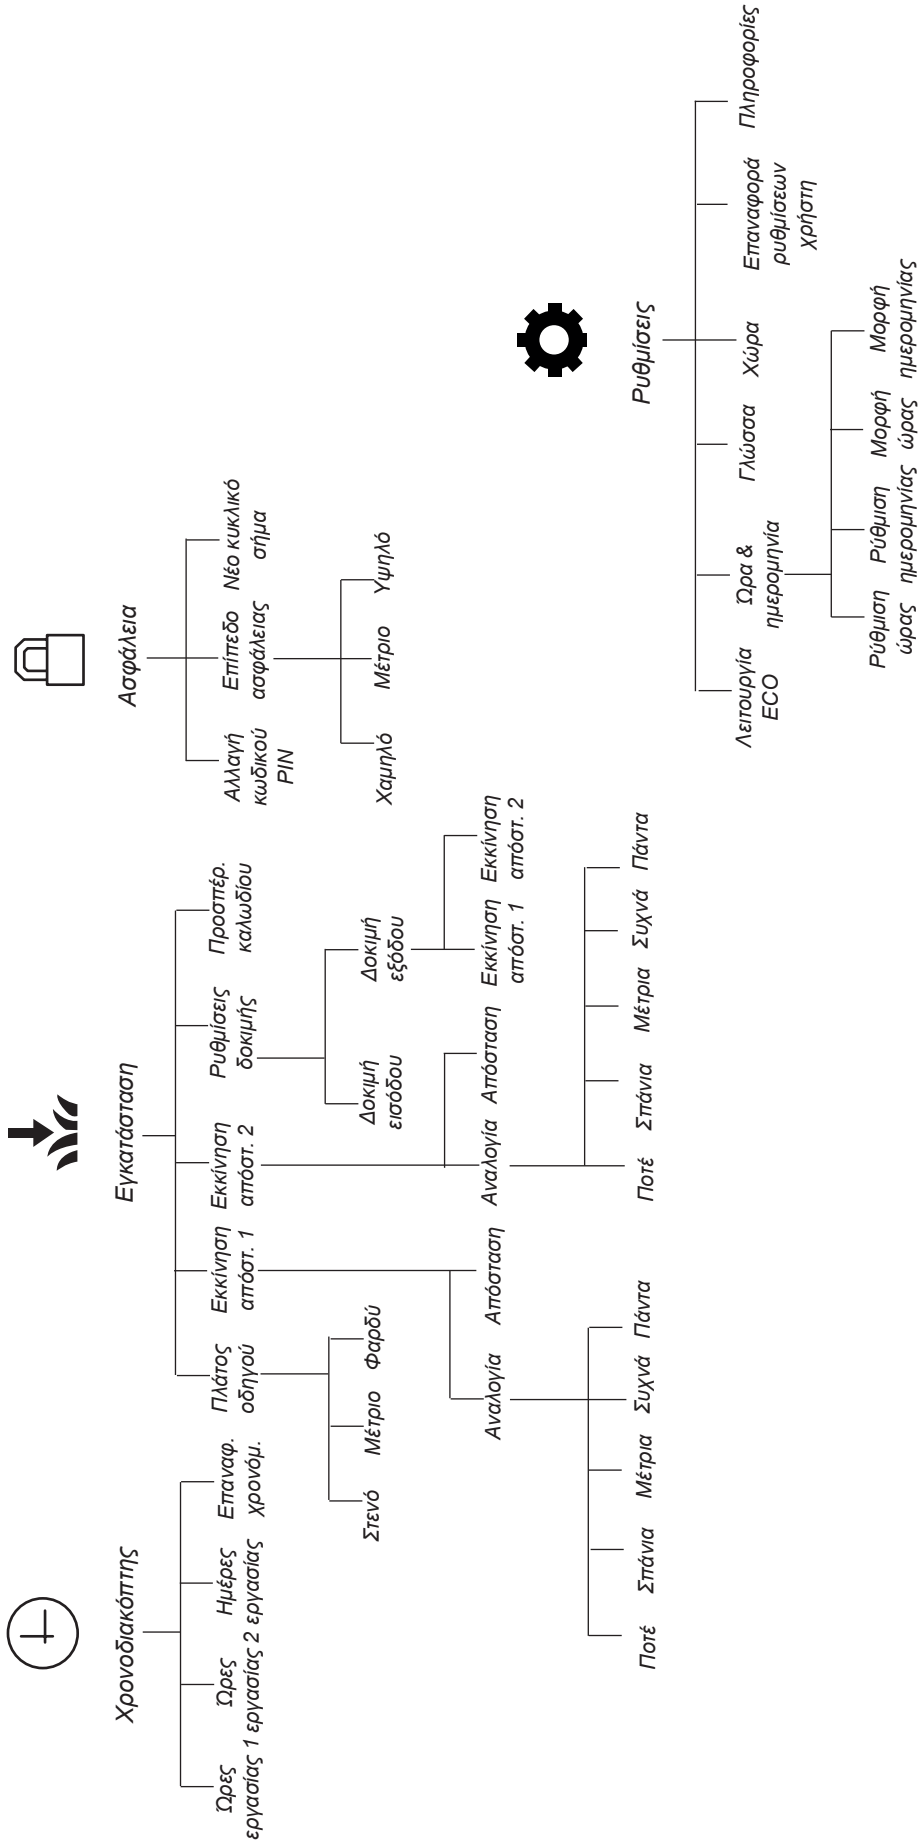 Χρονοδιακόπτης
Ώρες
εργασίας 1
Ώρες
εργασίας 2
Ημέρες
εργασίας
Επαναφ.
χρονόμ.
Εγκατάσταση
Πλάτος
οδηγού
Στενό
Μέτριο
Φαρδύ
Εκκίνηση
απόστ. 1
Αναλογία
Απόσταση
Ποτέ
Σπάνια
Μέτρια
Συχνά
Πάντα
Εκκίνηση
απόστ. 2
Αναλογία
Απόσταση
Ποτέ
Σπάνια
Μέτρια
Συχνά
Πάντα
Ρυθμίσεις
δοκιμής
Δοκιμή
εισόδου
Δοκιμή
εξόδου
Εκκίνηση
απόστ. 1
Εκκίνηση
απόστ. 2
Προσπέρ.
καλωδίου
Ασφάλεια
Αλλαγή
κωδικού
PIN
Επίπεδο
ασφάλειας
Χαμηλό
Μέτριο
Υψηλό
Νέο κυκλικό
σήμα
Ρυθμίσεις
Λειτουργία
ECO
Ώρα &
ημερομηνία
Ρύθμιση
ώρας
Ρύθμιση
ημερομηνίας
Μορφή
ώρας
Μορφή
ημερομηνίας
Γλώσσα
Χώρα
Επαναφορά
ρυθμίσεων
χρήστη
Πληροφορίες